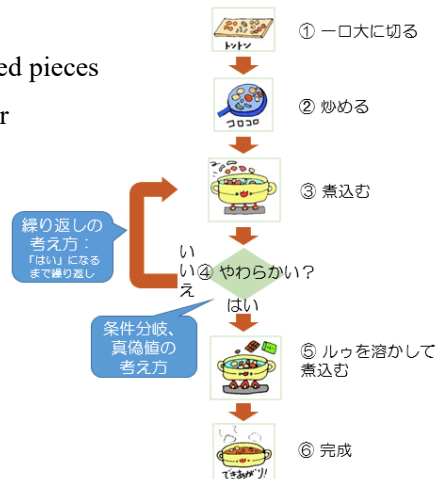 トントン
① 一口大に切る
ed pieces
r
コロコロ
② 炒める
③ 煮込む
繰り返しの
考え方：
「はい」になる
まで繰り返し
いいえ
④ やわらかい？
はい
条件分岐、
真偽値の
考え方
⑤ ルゥを溶かして
煮込む
できあがり！
⑥ 完成